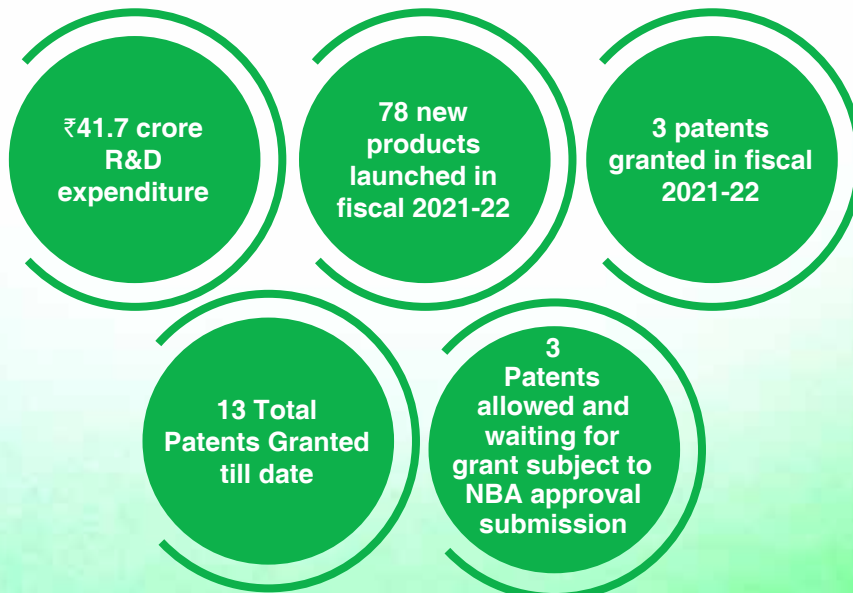 ₹41.7 crore
R&D
expenditure
78 new
products
launched in
fiscal 2021-22
3 patents
granted in fiscal
2021-22
13 Total
Patents Granted
till date
3
Patents
allowed and
waiting for
grant subject to
NBA approval
submission